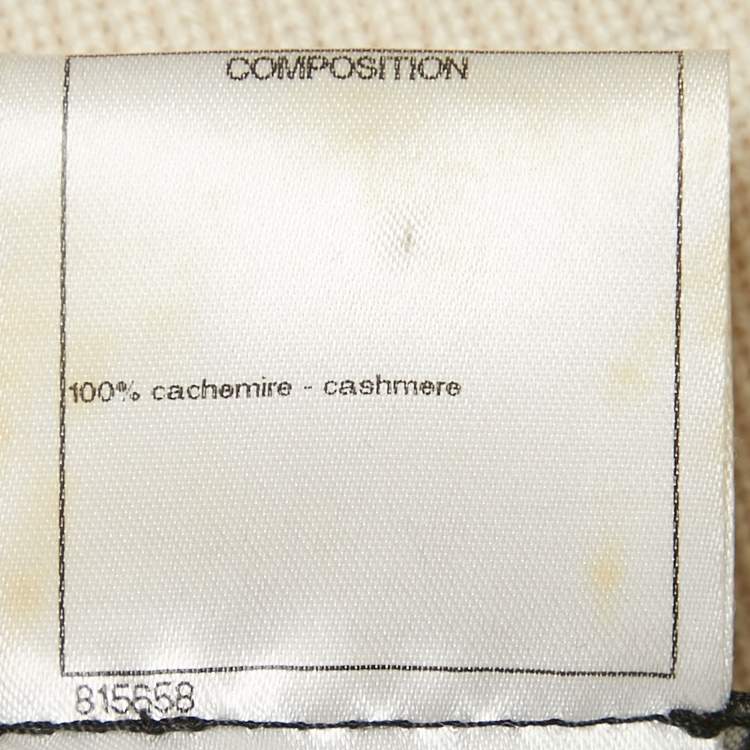 COMPOSITION
100% cachemire - cashmere
815658